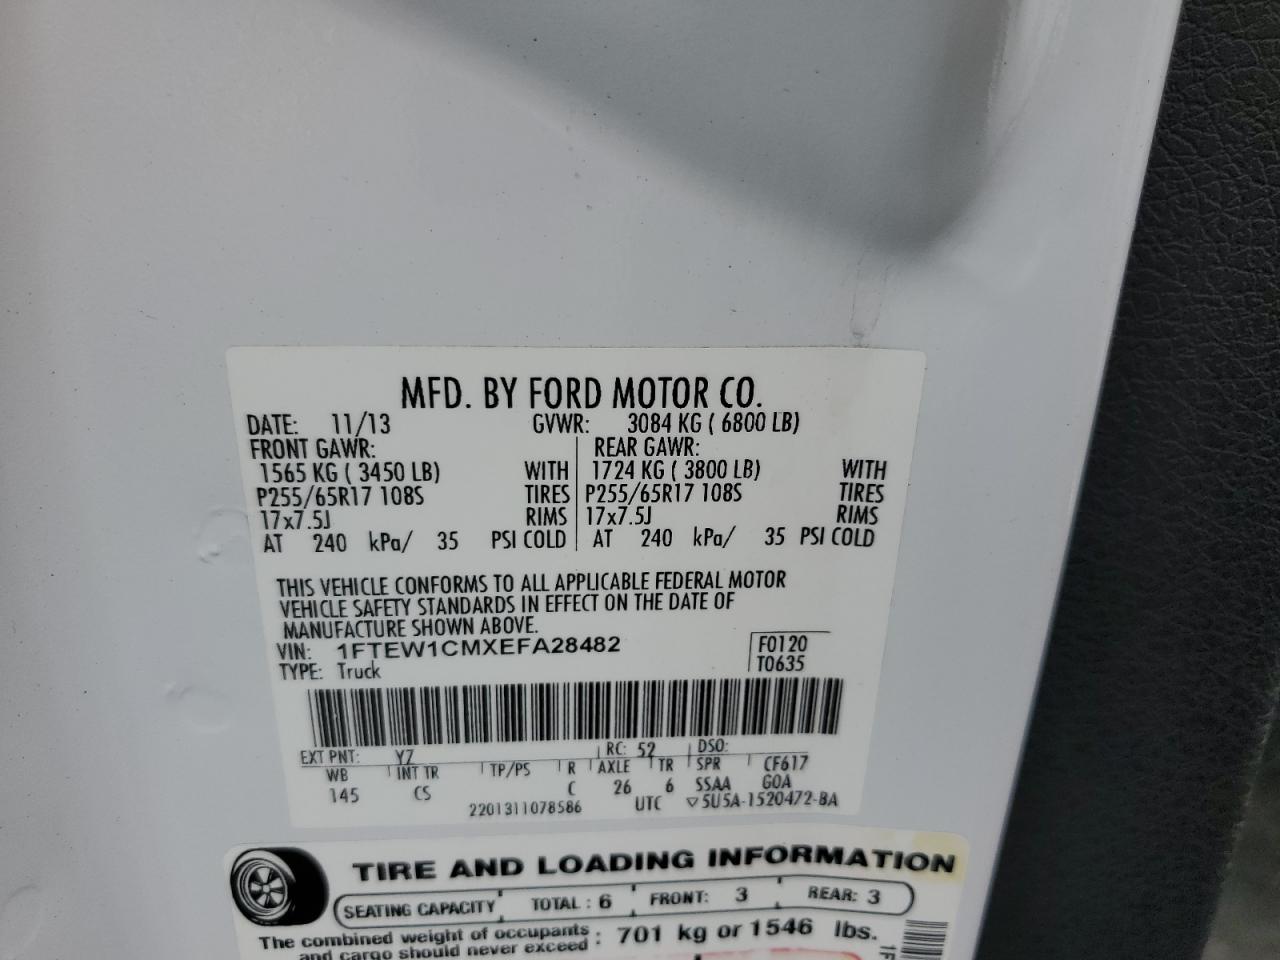 MFD. BY FORD MOTOR CO.
DATE: 11/13 GVWR: 3084 KG ( 6800 LB)
FRONT GAWR: REAR GAWR:
1565 KG ( 3450 LB) WITH 1724 KG ( 3800 LB) WITH
P255/65R17 108S TIRES P255/65R17 108S TIRES
17x7.5J RIMS 17x7.5J RIMS
AT 240 kPa/ 35 PSI COLD AT 240 kPa/ 35 PSI COLD
THIS VEHICLE CONFORMS TO ALL APPLICABLE FEDERAL MOTOR
VEHICLE SAFETY STANDARDS IN EFFECT ON THE DATE OF
MANUFACTURE SHOWN ABOVE.
VIN: 1FTEW1CMXEFA28482 F0120
TYPE: Truck T0635
EXT PNT: YZ RC: 52 DSO:
WB INT TR TP/PS R AXLE TR SPR CF617
145 CS C 26 6 SSAA GOA
2201311078586 UTC ▽5U5A-1520472-BA
TIRE AND LOADING INFORMATION
SEATING CAPACITY TOTAL : 6 FRONT: 3 REAR: 3
The combined weight of occupants
and cargo should never exceed : 701 kg or 1546 lbs.
1F